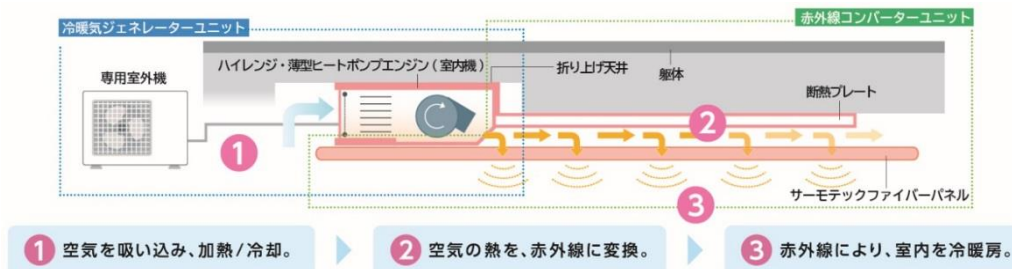 冷暖気ジェネレーターユニット
赤外線コンバーターユニット
専用室外機
ハイレンジ・薄型ヒートポンプエンジン(室内機)
折り上げ天井
躯体
断熱プレート
1
2
サーモテックファイバーパネル
3
1 空気を吸い込み、加熱/冷却。
2 空気の熱を、赤外線に変換。
3 赤外線により、室内を冷暖房。